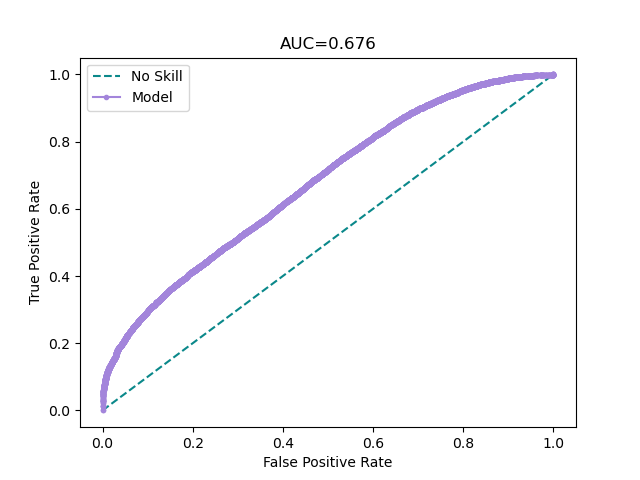 AUC=0.676
No Skill
Model
1.0
0.8
0.6
0.4
0.2
0.0
True Positive Rate
0.0 0.2 0.4 0.6 0.8 1.0
False Positive Rate